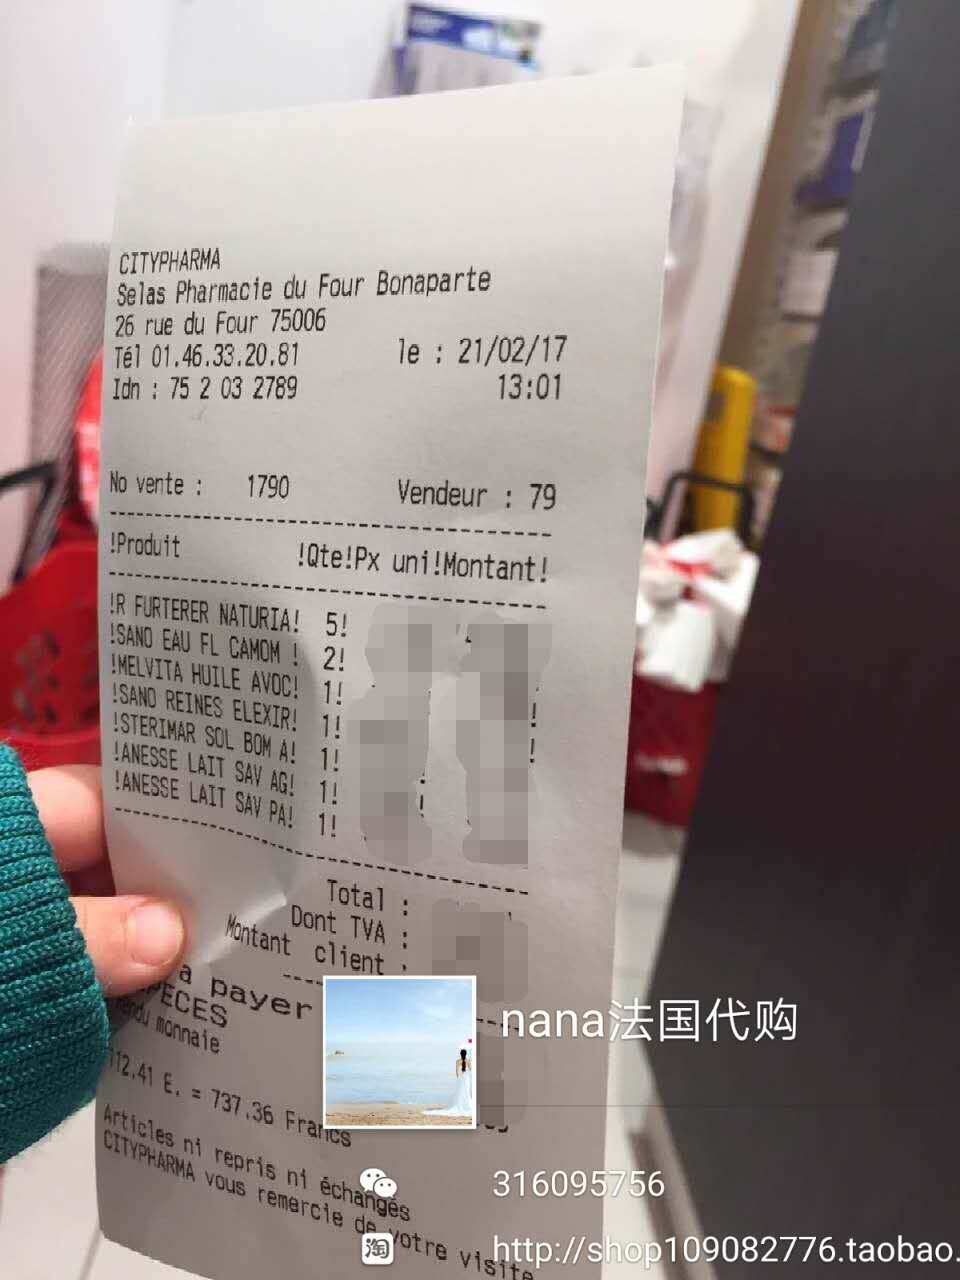 CITYPHARMA
Selas Pharmacie du Four Bonaparte
26 rue du Four 75006
Tél 01.46.33.20.81 le : 21/02/17
Idn : 75 2 03 2789 13:01
No vente : 1790 Vendeur : 79
!Produit !Qte!Px uni!Montant!
!R FURTERER NATURIA! 5!
!SANO EAU FL CAMOM ! 2!
!MELVITA HUILE AVOC! 1!
!SANO REINES ELEXIR! 1!
!STERIMAR SOL BOM A! 1!
!ANESSE LAIT SAV AG! 1!
!ANESSE LAIT SAV PA! 1!
Total :
Dont TVA :
Montant client :
a payer
monnaie
112.41 E. = 737.36 Francs
Articles ni repris ni échangés
CITYPHARMA vous remercie de votre visite
nana法国代购
316095756
淘 http://shop109082776.taobao.